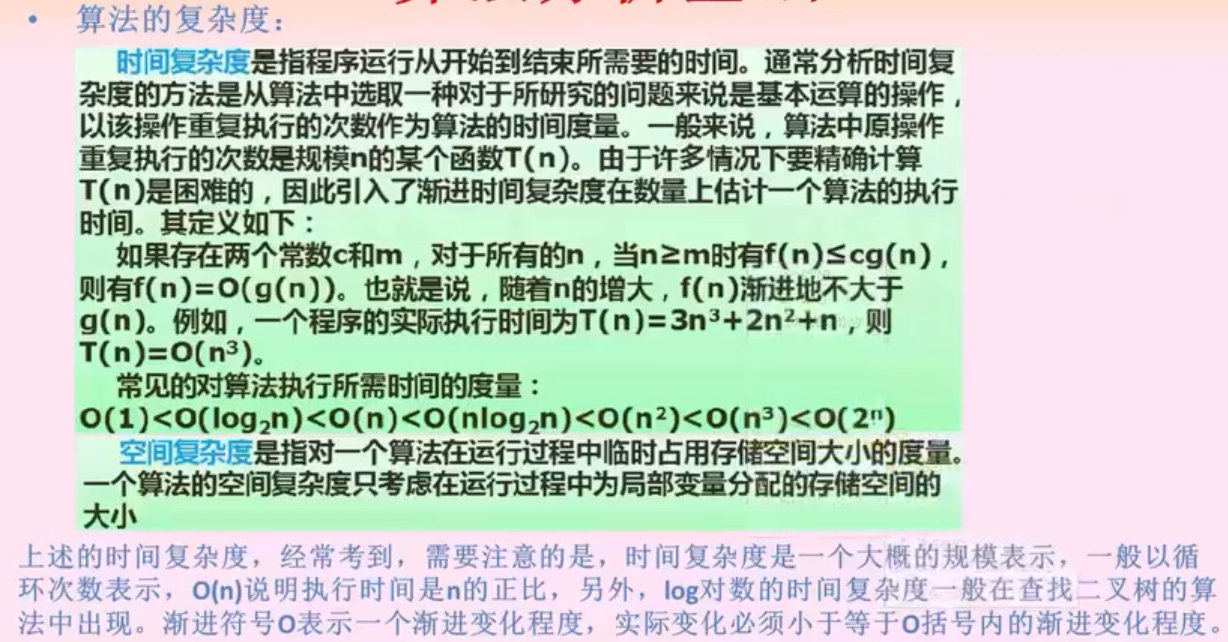 • 算法的复杂度：
时间复杂度是指程序运行从开始到结束所需要的时间。通常分析时间复
杂度的方法是从算法中选取一种对于所研究的问题来说是基本运算的操作，
以该操作重复执行的次数作为算法的时间度量。一般来说，算法中原操作
重复执行的次数是规模n的某个函数T(n)。由于许多情况下要精确计算
T(n)是困难的，因此引入了渐进时间复杂度在数量上估计一个算法的执行
时间。其定义如下：
如果存在两个常数c和m，对于所有的n，当n≥m时有f(n)≤cg(n)，
则有f(n)=O(g(n))。也就是说，随着n的增大，f(n)渐进地不大于
g(n)。例如，一个程序的实际执行时间为T(n)=3n³+2n²+n，则
T(n)=O(n³)。
常见的对算法执行所需时间的度量：
O(1)<O(log₂n)<O(n)<O(nlog₂n)<O(n²)<O(n³)<O(2ⁿ)
空间复杂度是指对一个算法在运行过程中临时占用存储空间大小的度量。
一个算法的空间复杂度只考虑在运行过程中为局部变量分配的存储空间的
大小
上述的时间复杂度，经常考到，需要注意的是，时间复杂度是一个大概的规模表示，一般以循
环次数表示，O(n)说明执行时间是n的正比，另外，log对数的时间复杂度一般在查找二叉树的算
法中出现。渐进符号O表示一个渐进变化程度，实际变化必须小于等于O括号内的渐进变化程度。